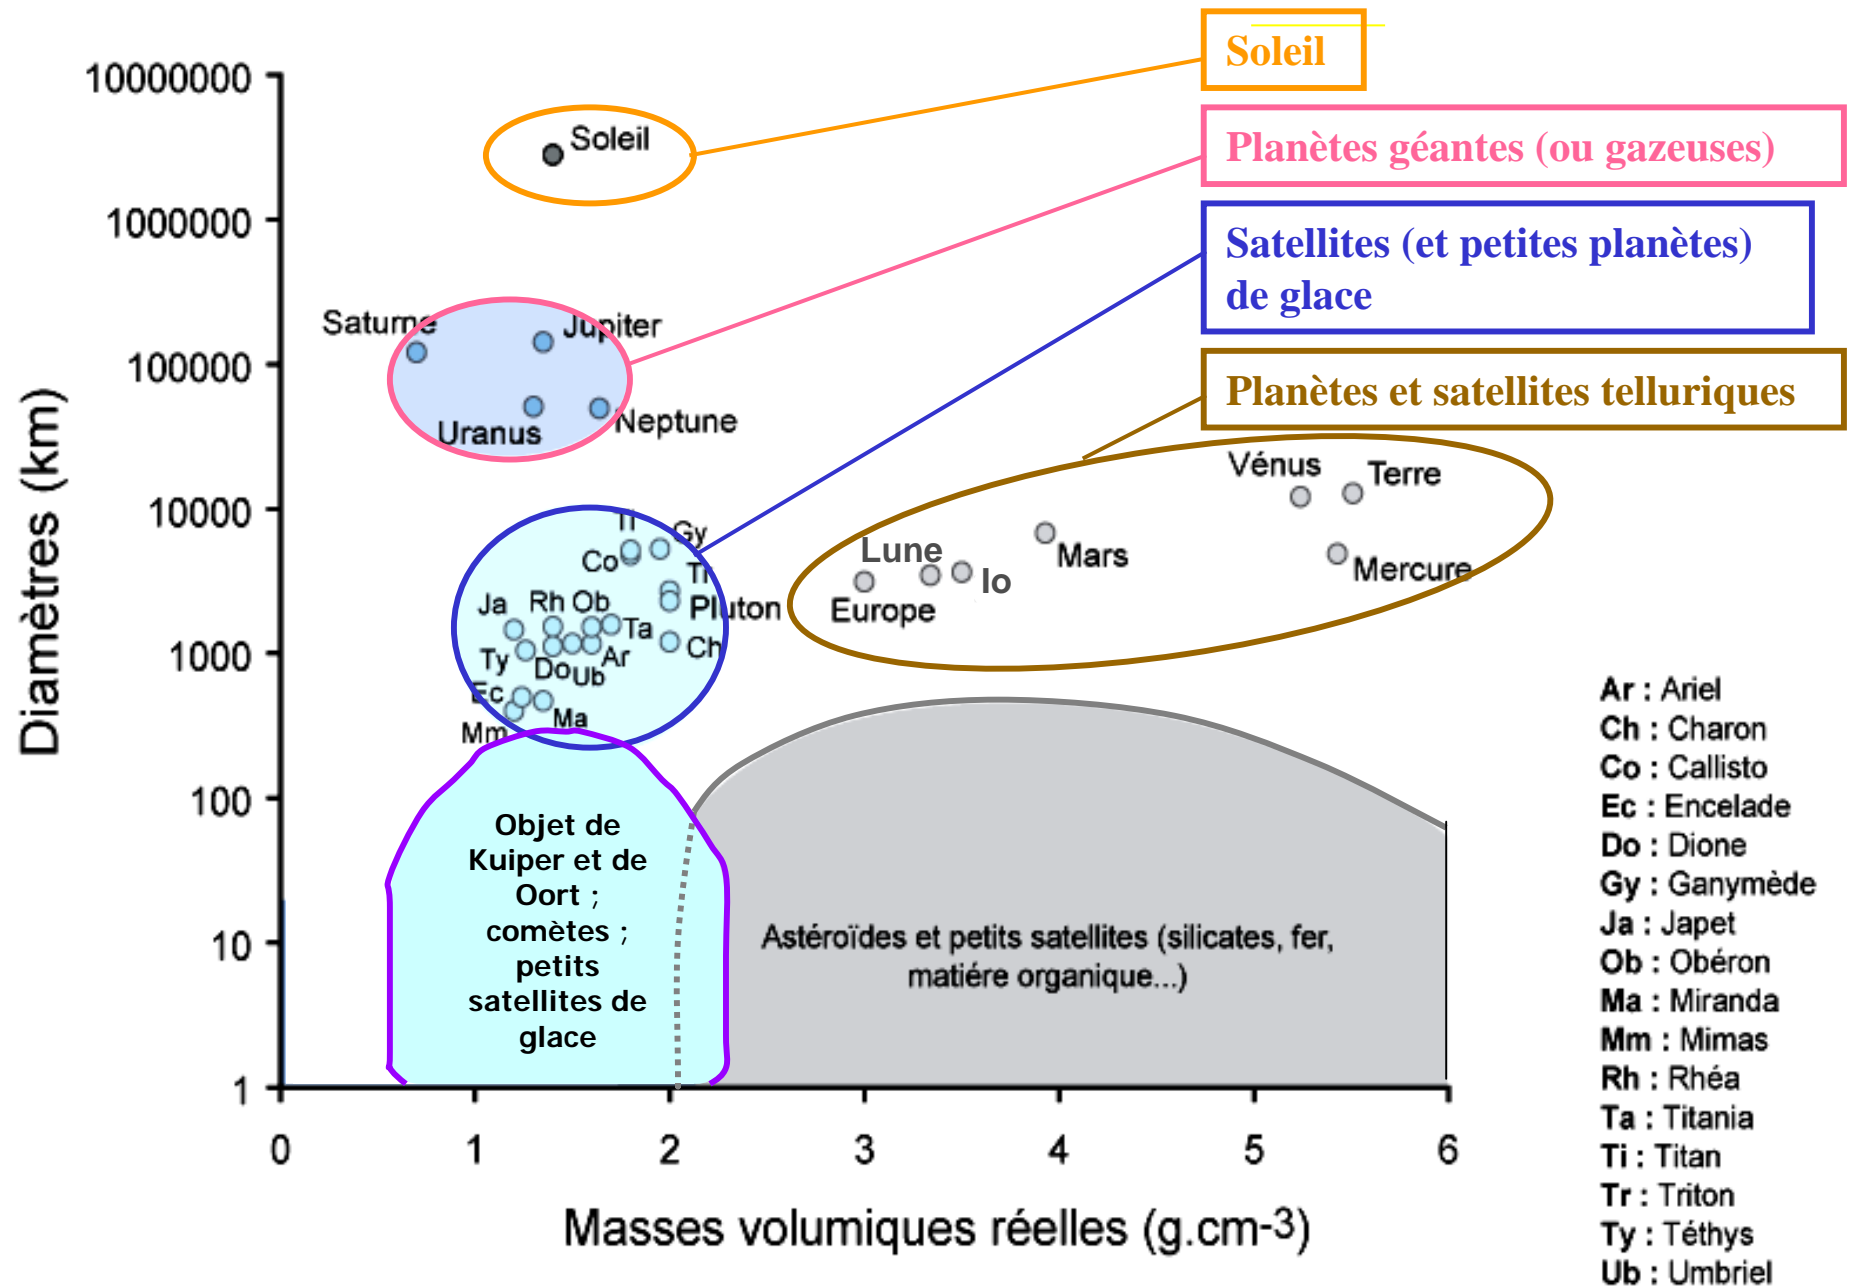 Soleil
Planètes géantes (ou gazeuses)
Satellites (et petites planètes)
de glace
Planètes et satellites telluriques
Diamètres (km)
10000000
1000000
100000
10000
1000
100
10
1
Soleil
Saturne
Jupiter
Uranus
Neptune
Ti
Gy
Co
Tr
Pluton
Ja
Rh
Ob
Ta
Ch
Ty
Do
Ub
Ar
Ec
Mm
Ma
Vénus
Terre
Mars
Mercure
Lune
Io
Europe
Objet de
Kuiper et de
Oort ;
comètes ;
petits
satellites de
glace
Astéroïdes et petits satellites (silicates, fer,
matiére organique...)
0 1 2 3 4 5 6
Masses volumiques réelles (g.cm-3)
Ar : Ariel
Ch : Charon
Co : Callisto
Ec : Encelade
Do : Dione
Gy : Ganymède
Ja : Japet
Ob : Obéron
Ma : Miranda
Mm : Mimas
Rh : Rhéa
Ta : Titania
Ti : Titan
Tr : Triton
Ty : Téthys
Ub : Umbriel